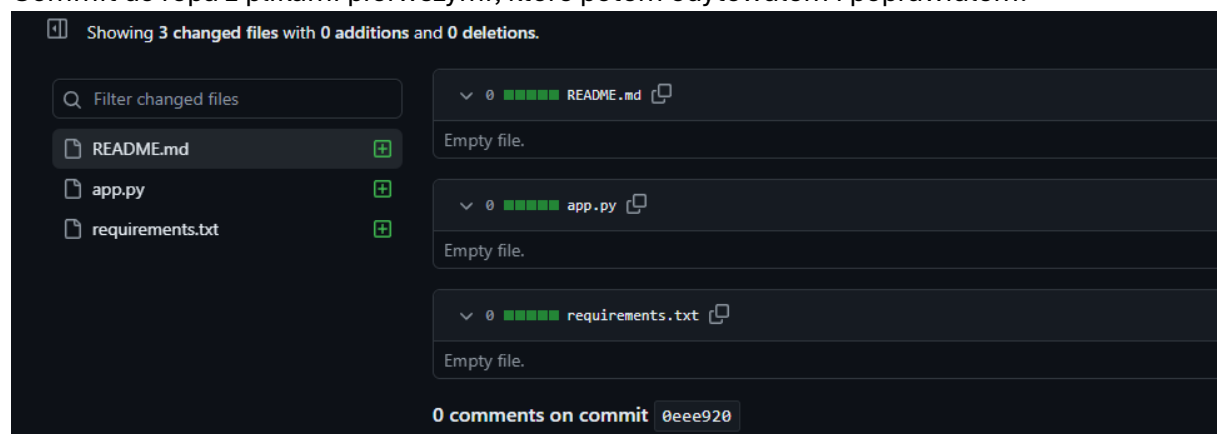 Showing 3 changed files with 0 additions and 0 deletions.
Filter changed files
README.md
app.py
requirements.txt
0 README.md
Empty file.
0 app.py
Empty file.
0 requirements.txt
Empty file.
0 comments on commit 0eee920